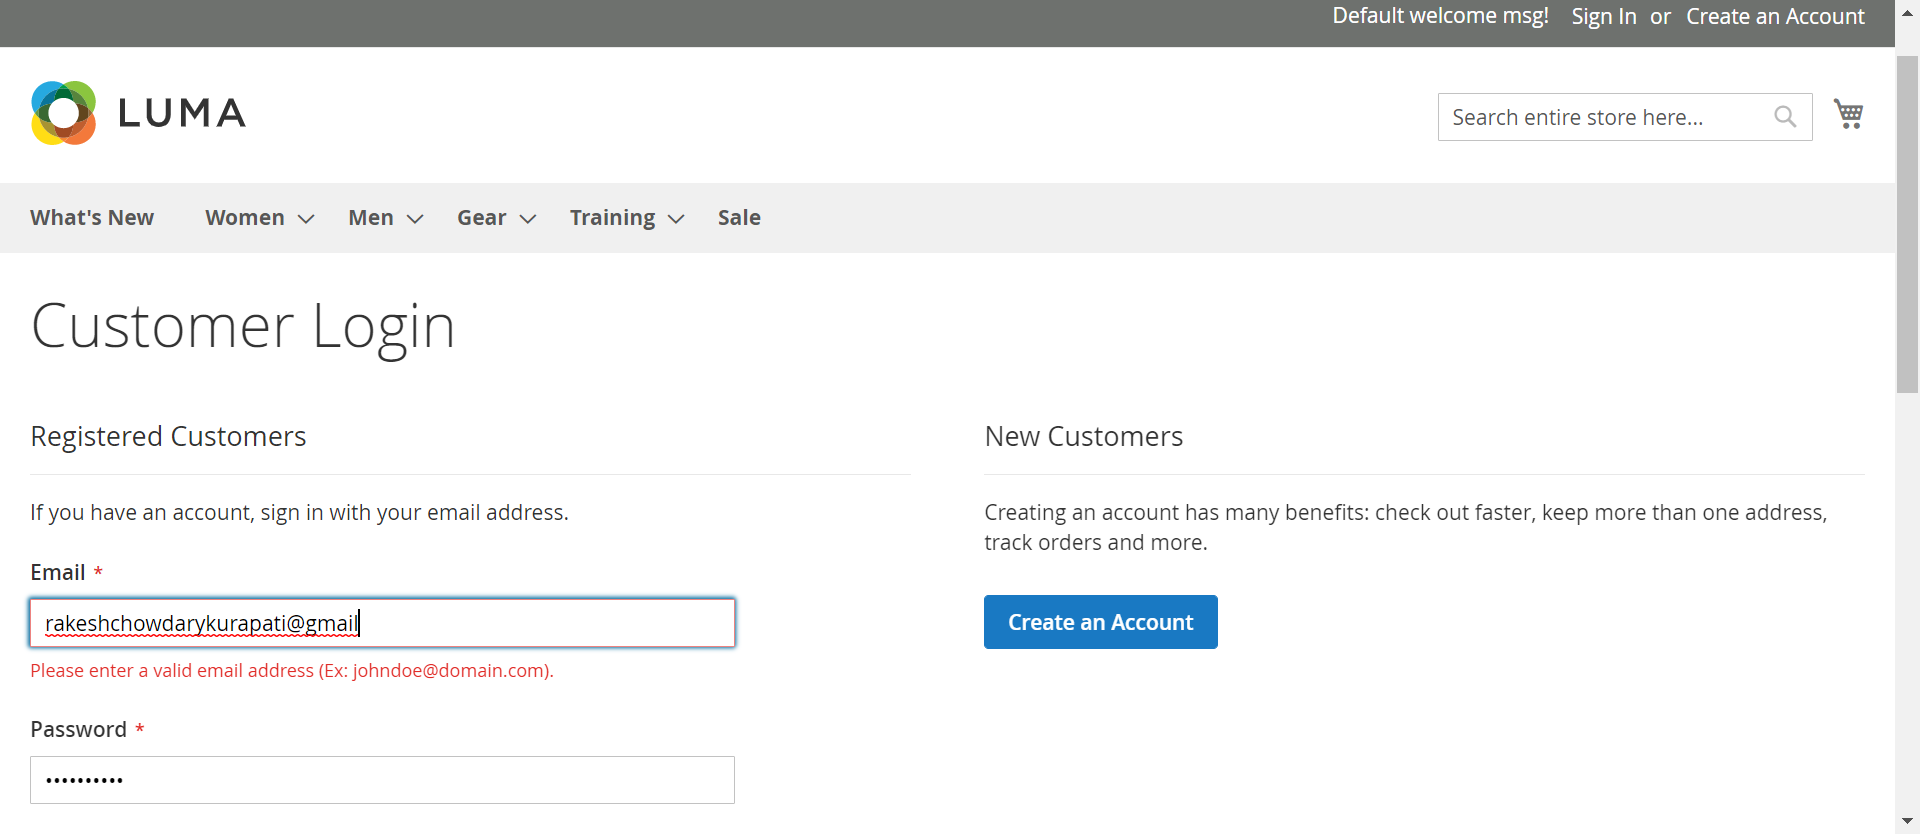 Default welcome msg! Sign In or Create an Account
LUMA
Search entire store here...
What's New Women Men Gear Training Sale
Customer Login
Registered Customers
If you have an account, sign in with your email address.
Email *
rakeshchowdarykurapati@gmail
Please enter a valid email address (Ex: johndoe@domain.com).
Password *
••••••••••
New Customers
Creating an account has many benefits: check out faster, keep more than one address,
track orders and more.
Create an Account